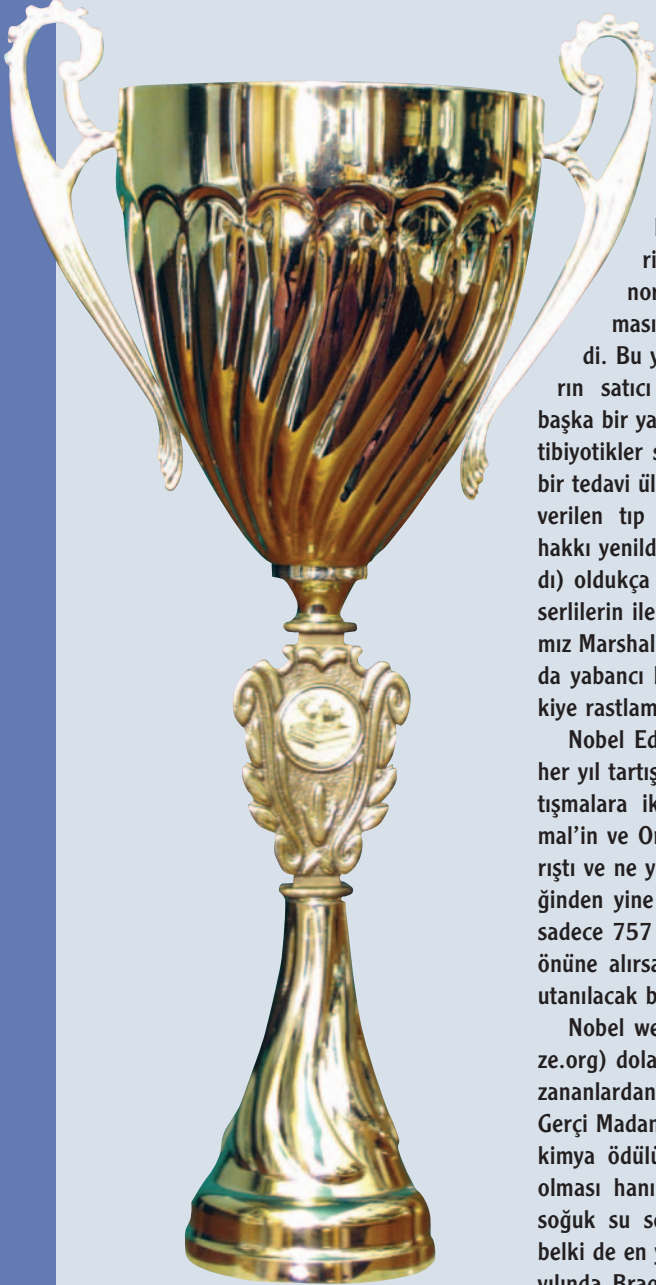 ri
nor
ması
di. Bu y
rın satıcı
başka bir ya
tibiyotikler s
bir tedavi ül
verilen tıp
hakkı yenild
dı) oldukça
serlilerin ile
mız Marshal
da yabancı
kiye rastlam
Nobel Ed
her yıl tartış
tışmalara ik
mal’in ve Or
rıştı ve ne y
ğinden yine
sadece 757
önüne alırsa
utanılacak b
Nobel we
ze.org) dola
zananlardan
Gerçi Madan
kimya ödülü
olması hanı
soğuk su se
belki de en y
yılında Brag